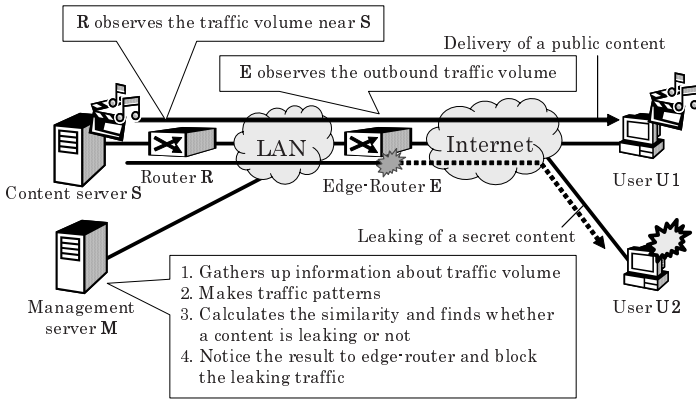 R observes the traffic volume near S
Delivery of a public content
E observes the outbound traffic volume
LAN
Internet
Router R
Edge-Router E
Content server S
User U1
Leaking of a secret content
Management
server M
1. Gathers up information about traffic volume
2. Makes traffic patterns
3. Calculates the similarity and finds whether
a content is leaking or not
4. Notice the result to edge-router and block
the leaking traffic
User U2